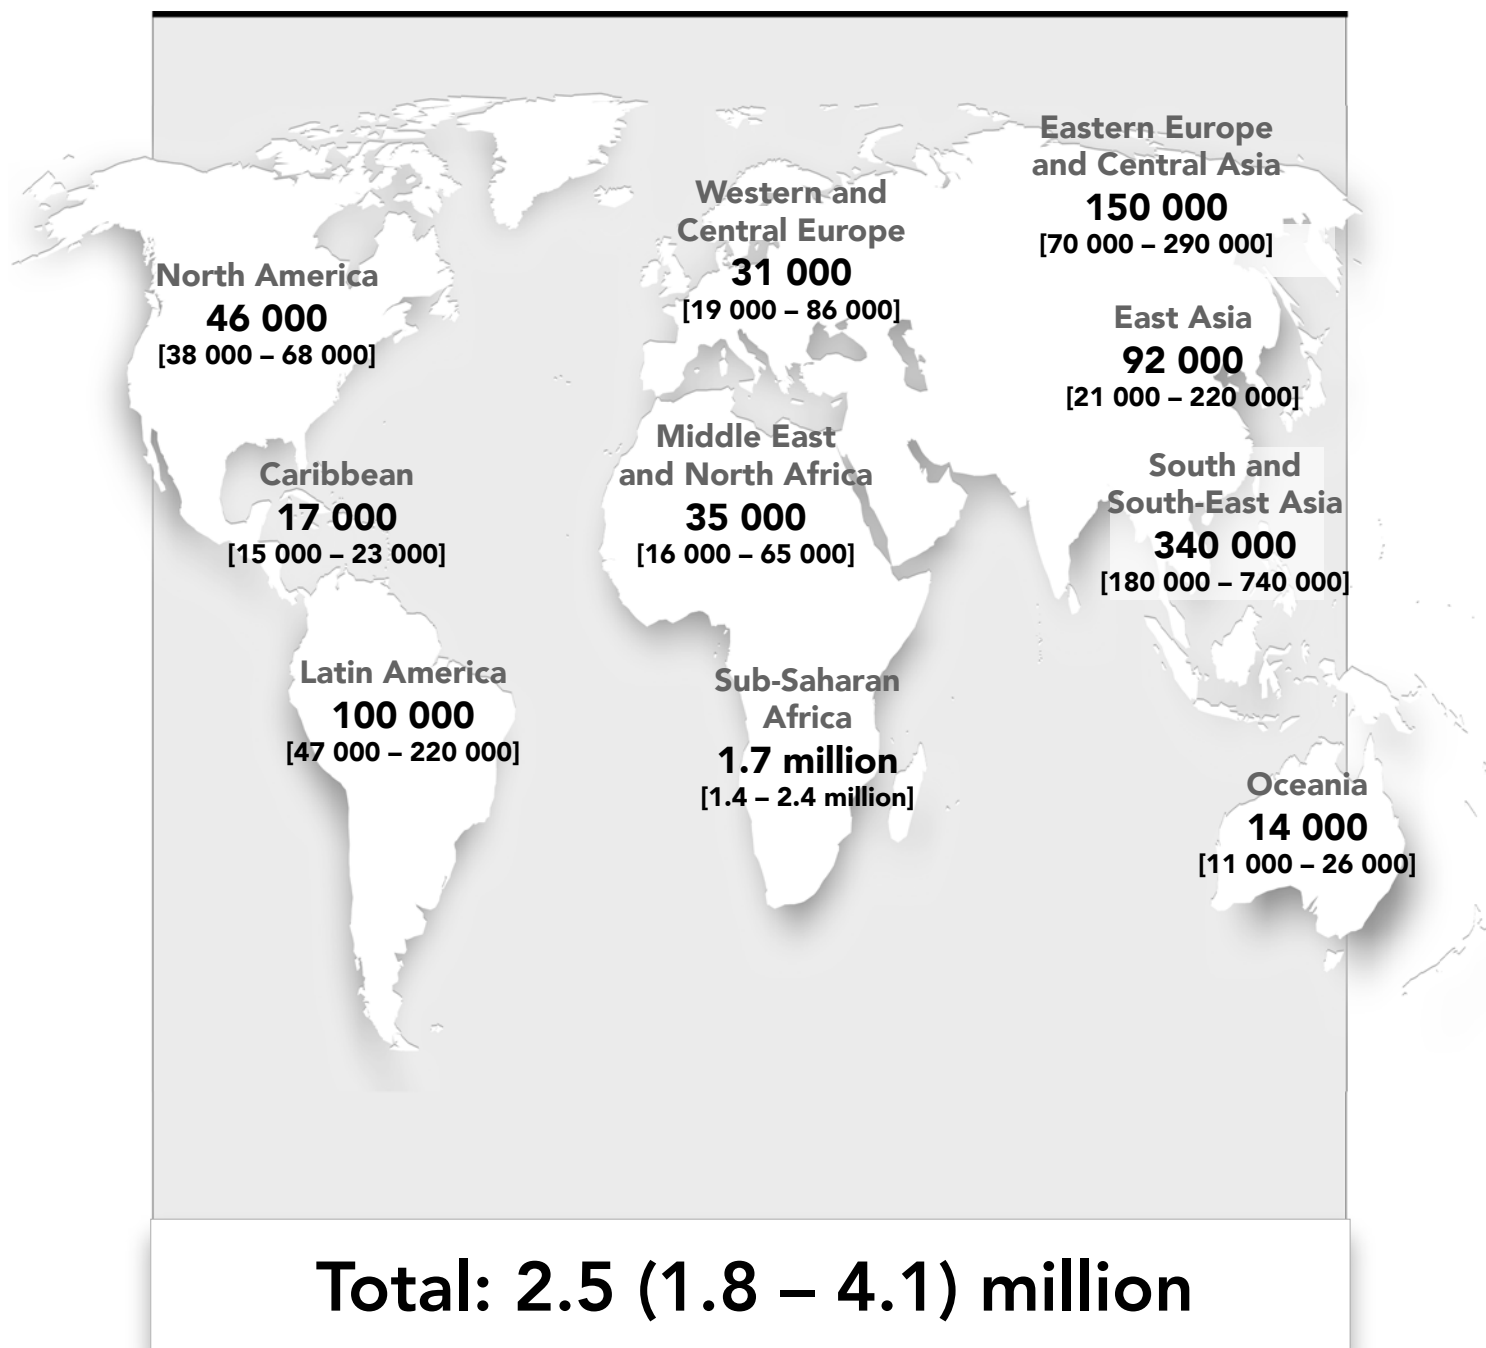 Eastern Europe
and Central Asia
150 000
[70 000 – 290 000]
Western and
Central Europe
31 000
[19 000 – 86 000]
North America
46 000
[38 000 – 68 000]
East Asia
92 000
[21 000 – 220 000]
Middle East
and North Africa
35 000
[16 000 – 65 000]
Caribbean
17 000
[15 000 – 23 000]
South and
South-East Asia
340 000
[180 000 – 740 000]
Latin America
100 000
[47 000 – 220 000]
Sub-Saharan
Africa
1.7 million
[1.4 – 2.4 million]
Oceania
14 000
[11 000 – 26 000]
Total: 2.5 (1.8 – 4.1) million